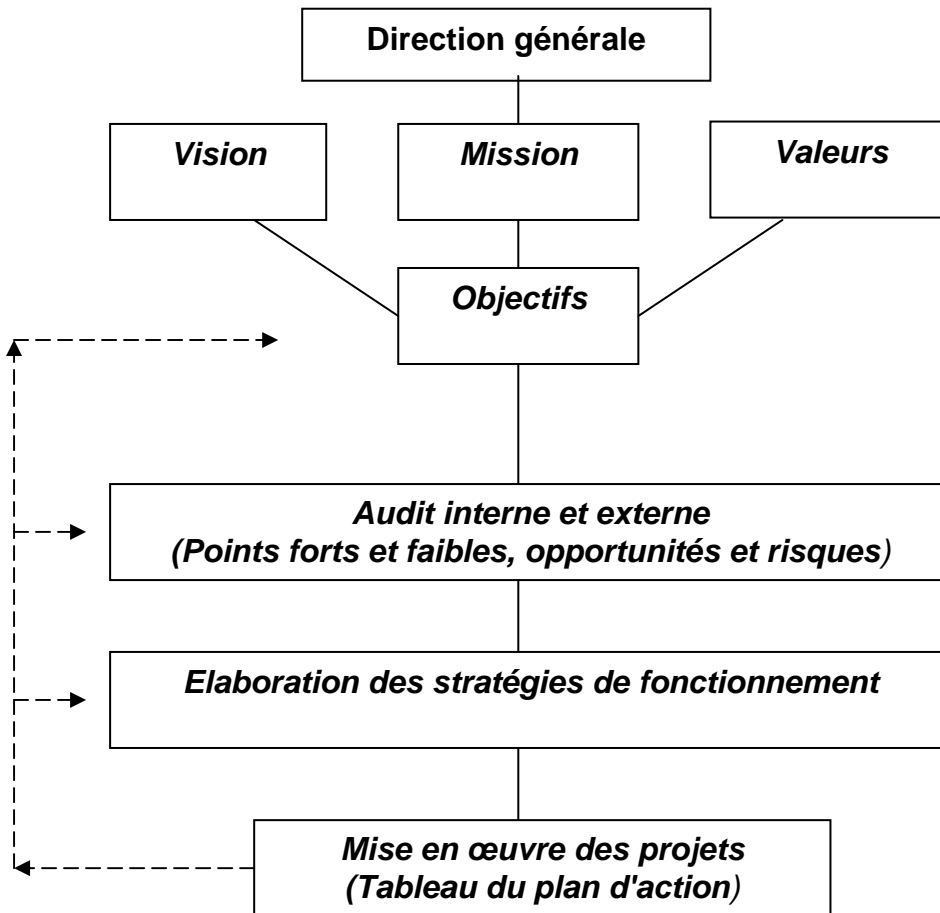 Direction générale
Vision
Mission
Valeurs
Objectifs
Audit interne et externe
(Points forts et faibles, opportunités et risques)
Elaboration des stratégies de fonctionnement
Mise en œuvre des projets
(Tableau du plan d'action)